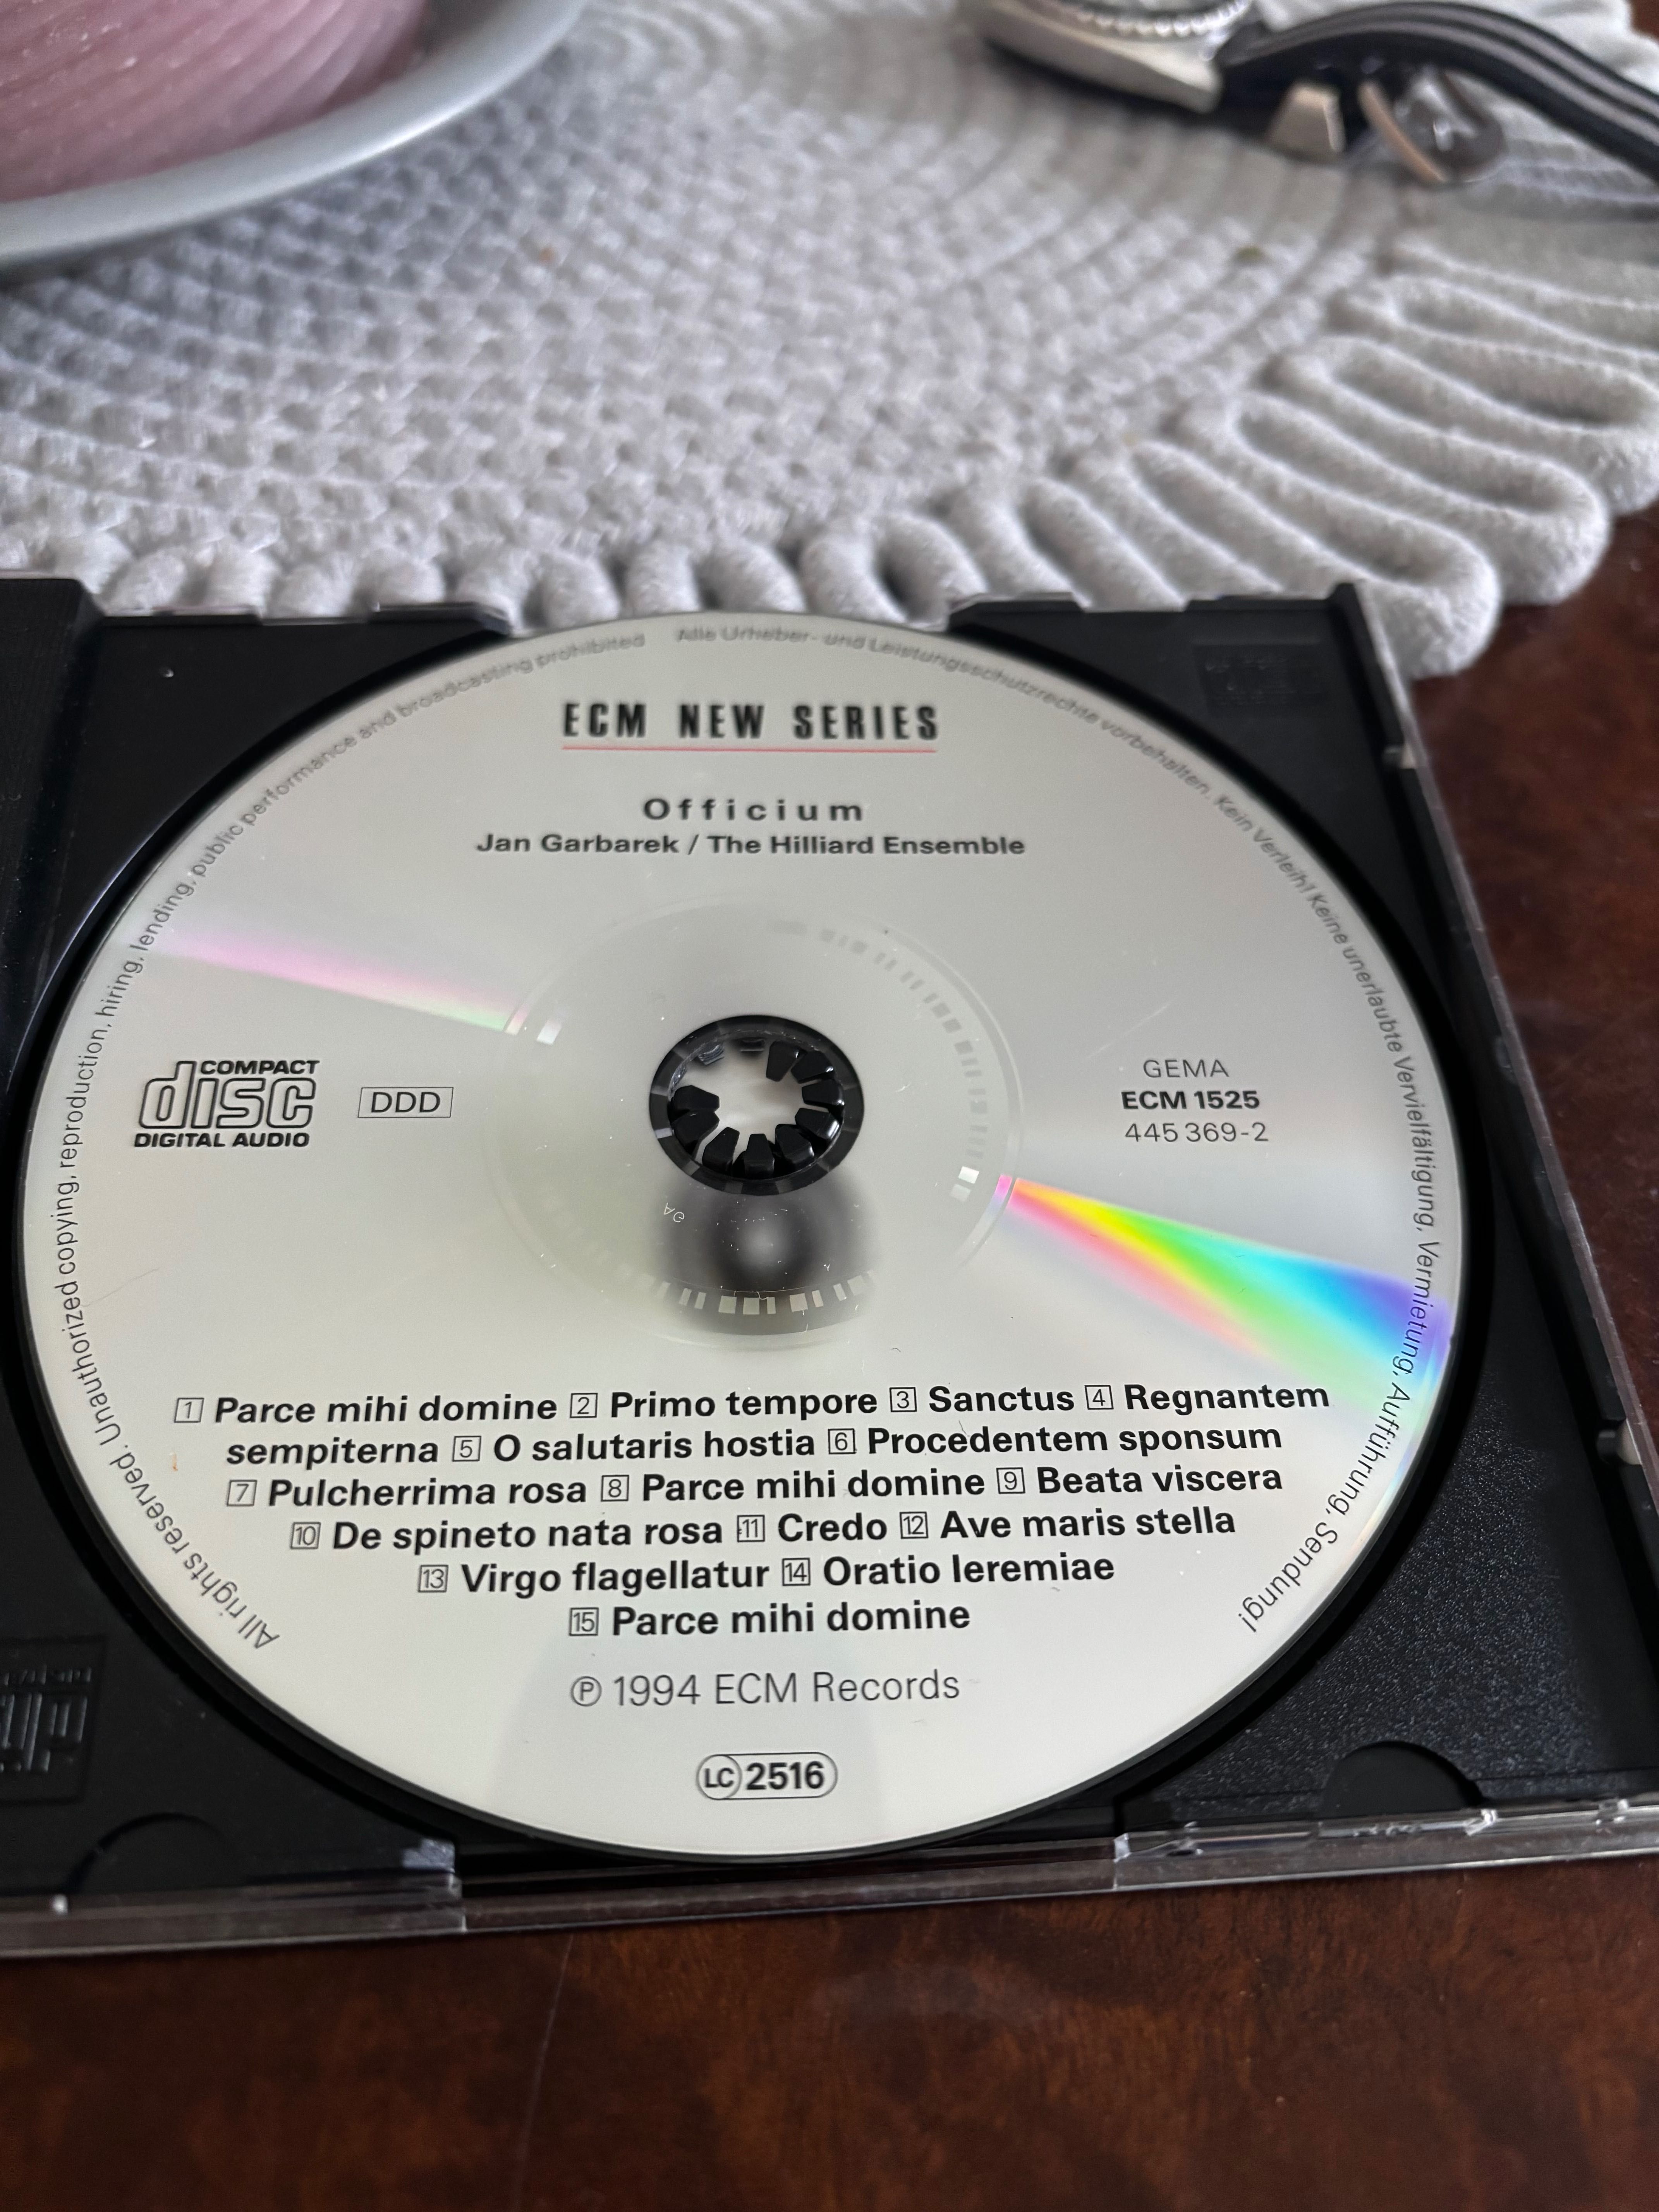 All rights reserved. Unauthorized copying, reproduction, hiring, lending, public performance and broadcasting prohibited
Alle Urheber- und Leistungsschutzrechte vorbehalten. Kein Verleih! Keine unerlaubte Vervielfältigung, Vermietung, Aufführung, Sendung!
ECM NEW SERIES
Officium
Jan Garbarek / The Hilliard Ensemble
COMPACT
disc
DIGITAL AUDIO
DDD
GEMA
ECM 1525
445 369-2
1 Parce mihi domine 2 Primo tempore 3 Sanctus 4 Regnantem
sempiterna 5 O salutaris hostia 6 Procedentem sponsum
7 Pulcherrima rosa 8 Parce mihi domine 9 Beata viscera
10 De spineto nata rosa 11 Credo 12 Ave maris stella
13 Virgo flagellatur 14 Oratio Ieremiae
15 Parce mihi domine
℗ 1994 ECM Records
LC 2516